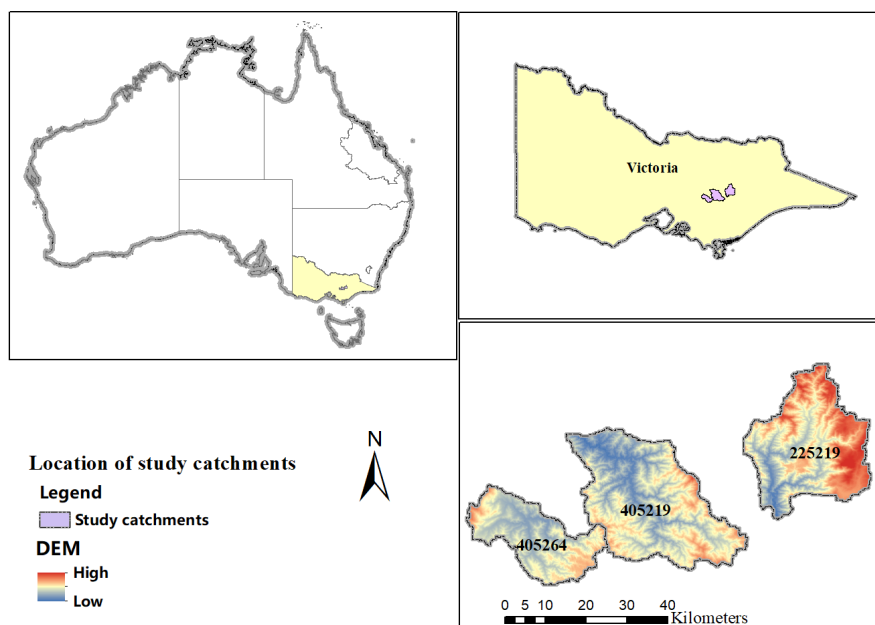 Victoria
225219
405219
405264
N
Location of study catchments
Legend
Study catchments
DEM
High
Low
0 5 10 20 30 40
Kilometers